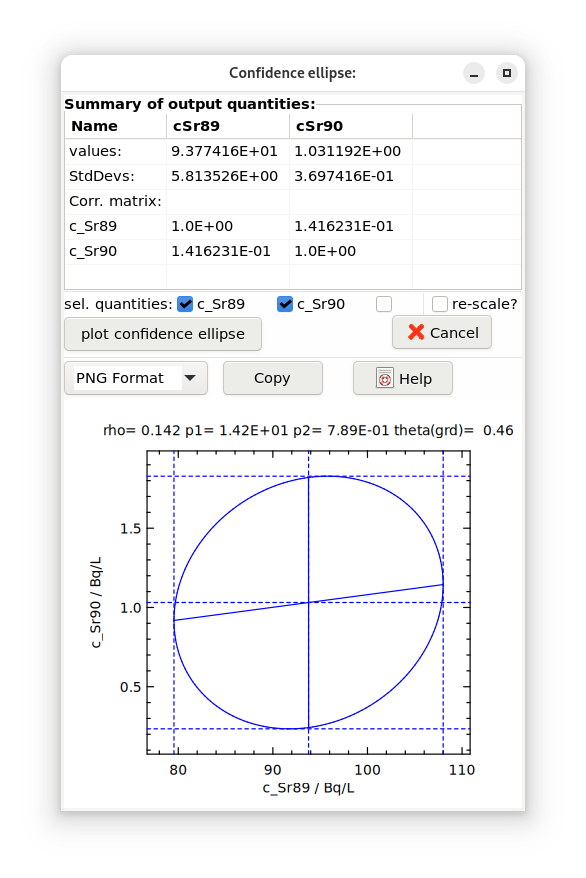 Confidence ellipse:
Summary of output quantities:
Name cSr89 cSr90
values: 9.377416E+01 1.031192E+00
StdDevs: 5.813526E+00 3.697416E-01
Corr. matrix:
c_Sr89 1.0E+00 1.416231E-01
c_Sr90 1.416231E-01 1.0E+00
sel. quantities: c_Sr89 c_Sr90 re-scale?
plot confidence ellipse Cancel
PNG Format Copy Help
rho= 0.142 p1= 1.42E+01 p2= 7.89E-01 theta(grd)= 0.46
1.5
1.0
0.5
c_Sr90 / Bq/L
80 90 100 110
c_Sr89 / Bq/L